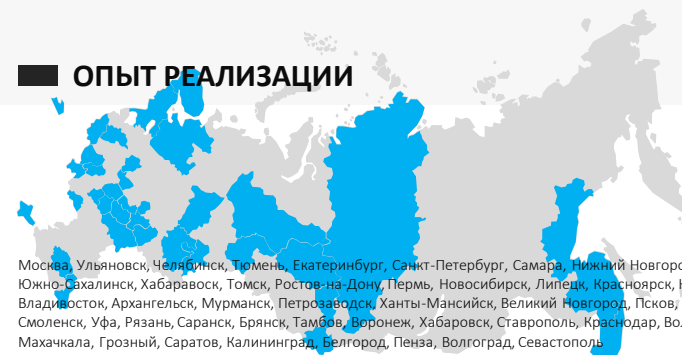 ОПЫТ РЕАЛИЗАЦИИ
Москва, Ульяновск, Челябинск, Тюмень, Екатеринбург, Санкт-Петербург, Самара, Нижний Новгоро
Южно-Сахалинск, Хабаравоск, Томск, Ростов-на-Дону, Пермь, Новосибирск, Липецк, Красноярск,
Владивосток, Архангельск, Мурманск, Петрозаводск, Ханты-Мансийск, Великий Новгород, Псков,
Смоленск, Уфа, Рязань, Саранск, Брянск, Тамбов, Воронеж, Хабаровск, Ставрополь, Краснодар, Во
Махачкала, Грозный, Саратов, Калининград, Белгород, Пенза, Волгоград, Севастополь